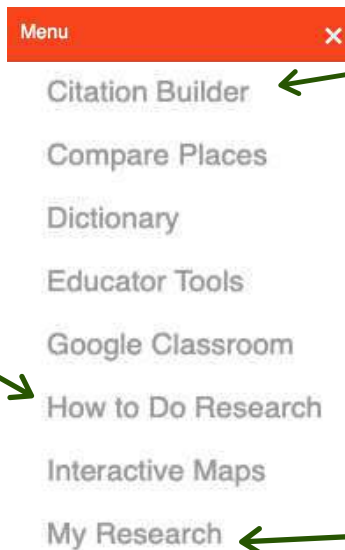 Menu ×
Citation Builder
Compare Places
Dictionary
Educator Tools
Google Classroom
How to Do Research
Interactive Maps
My Research